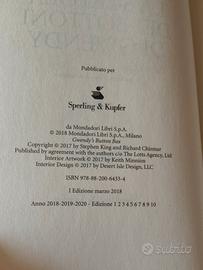 Pubblicato per
Sperling & Kupfer
da Mondadori Libri S.p.A.
© 2018 Mondadori Libri S.p.A., Milano
Gwendy's Button Box
Copyright © 2017 by Stephen King and Richard Chizmar
Published by agreement with the authors c/o The Lotts Agency, Ltd
Interior Artwork © 2017 by Keith Minnion
Interior Design © 2017 by Desert Isle Design, LLC
ISBN 978-88-200-6433-4
I Edizione marzo 2018
Anno 2018-2019-2020 - Edizione 1 2 3 4 5 6 7 8 9 10
subito